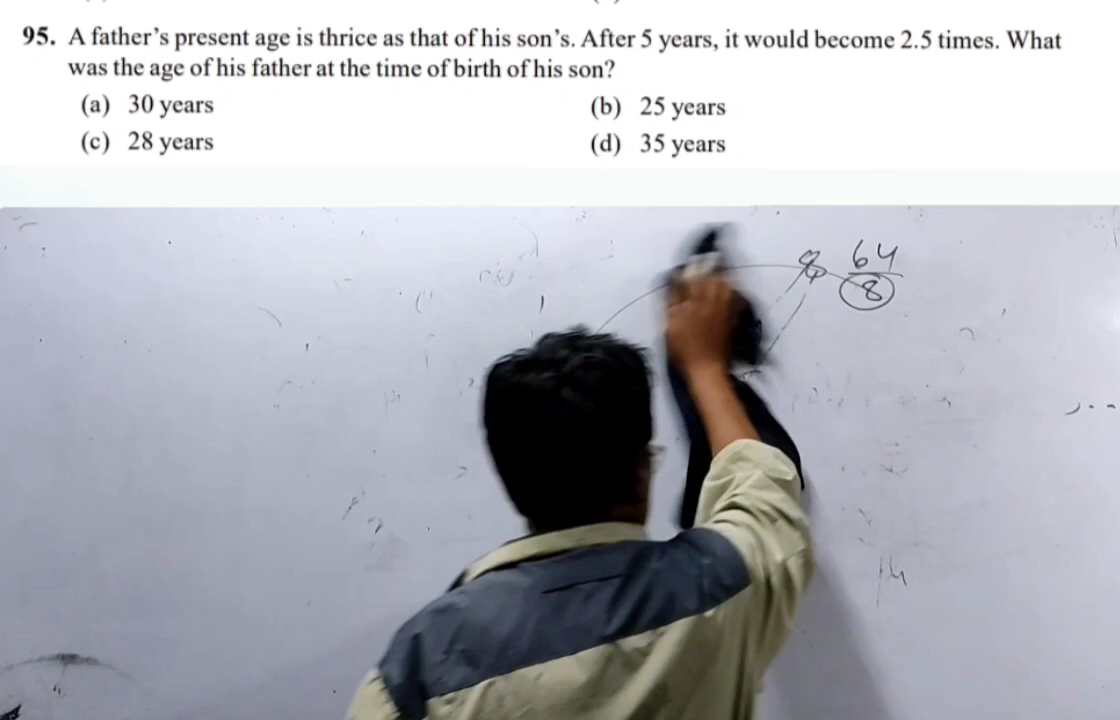 95. A father's present age is thrice as that of his son's. After 5 years, it would become 2.5 times. What
was the age of his father at the time of birth of his son?
(a) 30 years (b) 25 years
(c) 28 years (d) 35 years
64
8